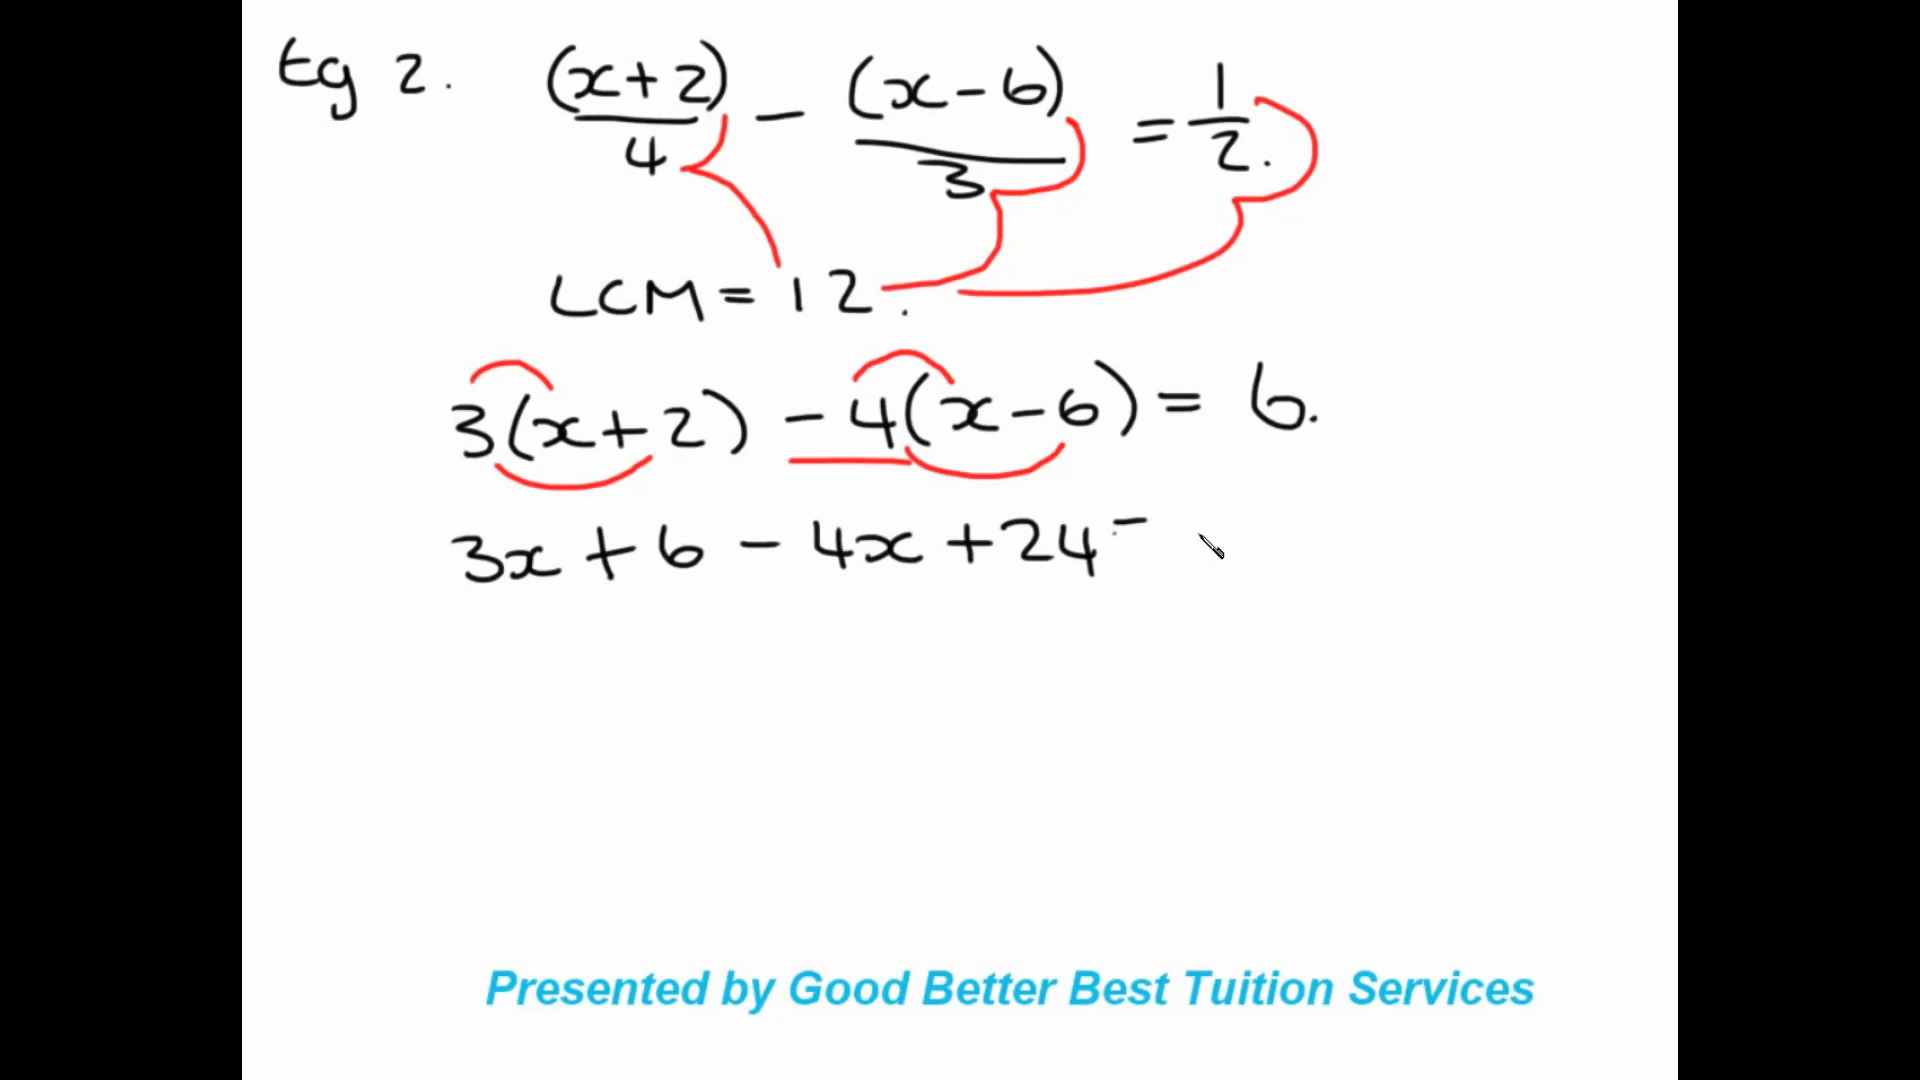 Eg 2. (x+2)/4 - (x-6)/3 = 1/2.
LCM = 12.
3(x+2) - 4(x-6) = 6.
3x + 6 - 4x + 24 -
Presented by Good Better Best Tuition Services